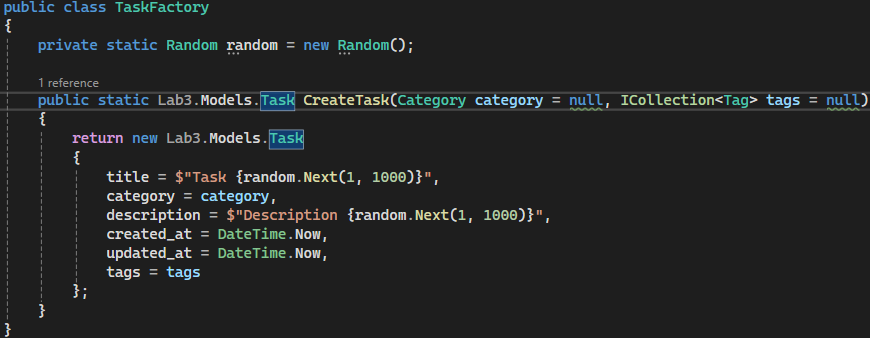 public class TaskFactory
{
    private static Random random = new Random();
    1 reference
    public static Lab3.Models.Task CreateTask(Category category = null, ICollection<Tag> tags = null)
    {
        return new Lab3.Models.Task
        {
            title = $"Task {random.Next(1, 1000)}",
            category = category,
            description = $"Description {random.Next(1, 1000)}",
            created_at = DateTime.Now,
            updated_at = DateTime.Now,
            tags = tags
        };
    }
}